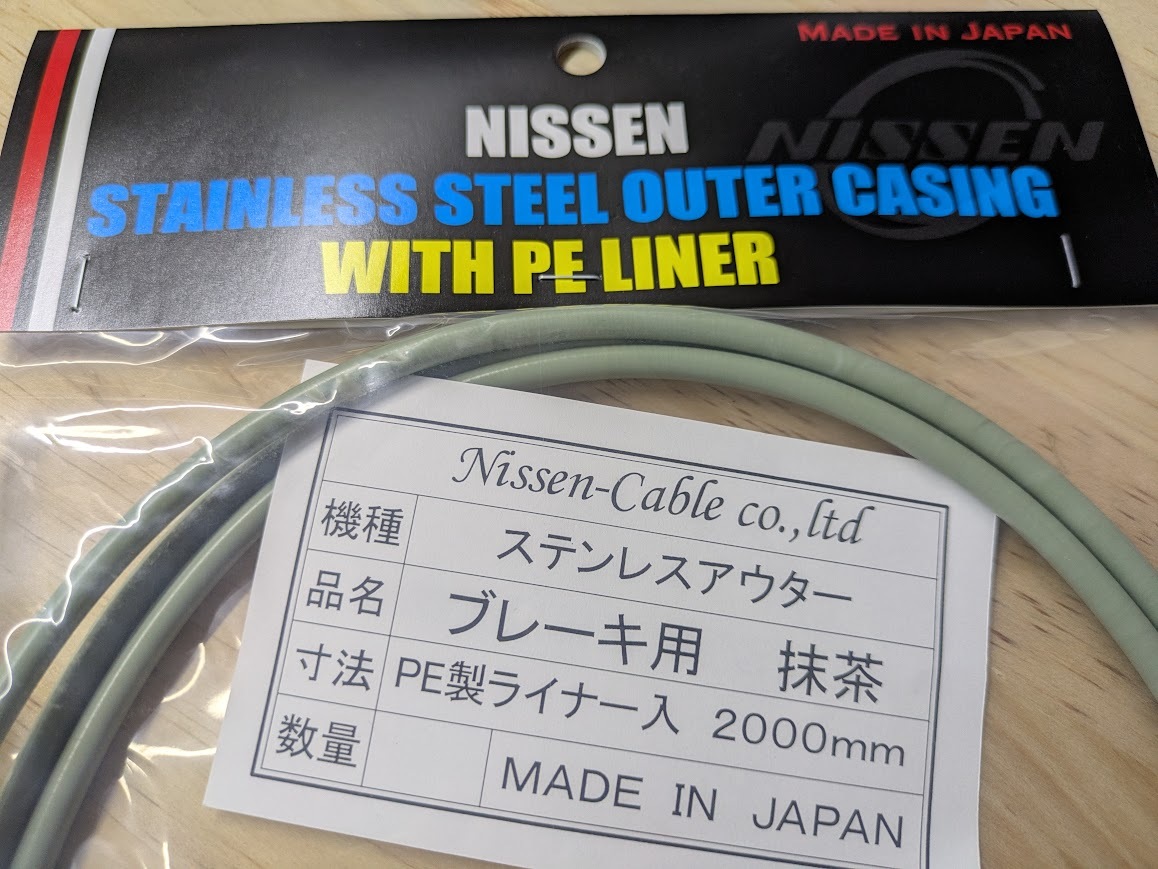 MADE IN JAPAN
NISSEN
NISSEN
STAINLESS STEEL OUTER CASING
WITH PE LINER
Nissen-Cable co.,ltd
機種 ステンレスアウター
品名 ブレーキ用 抹茶
寸法 PE製ライナー入 2000mm
数量 MADE IN JAPAN